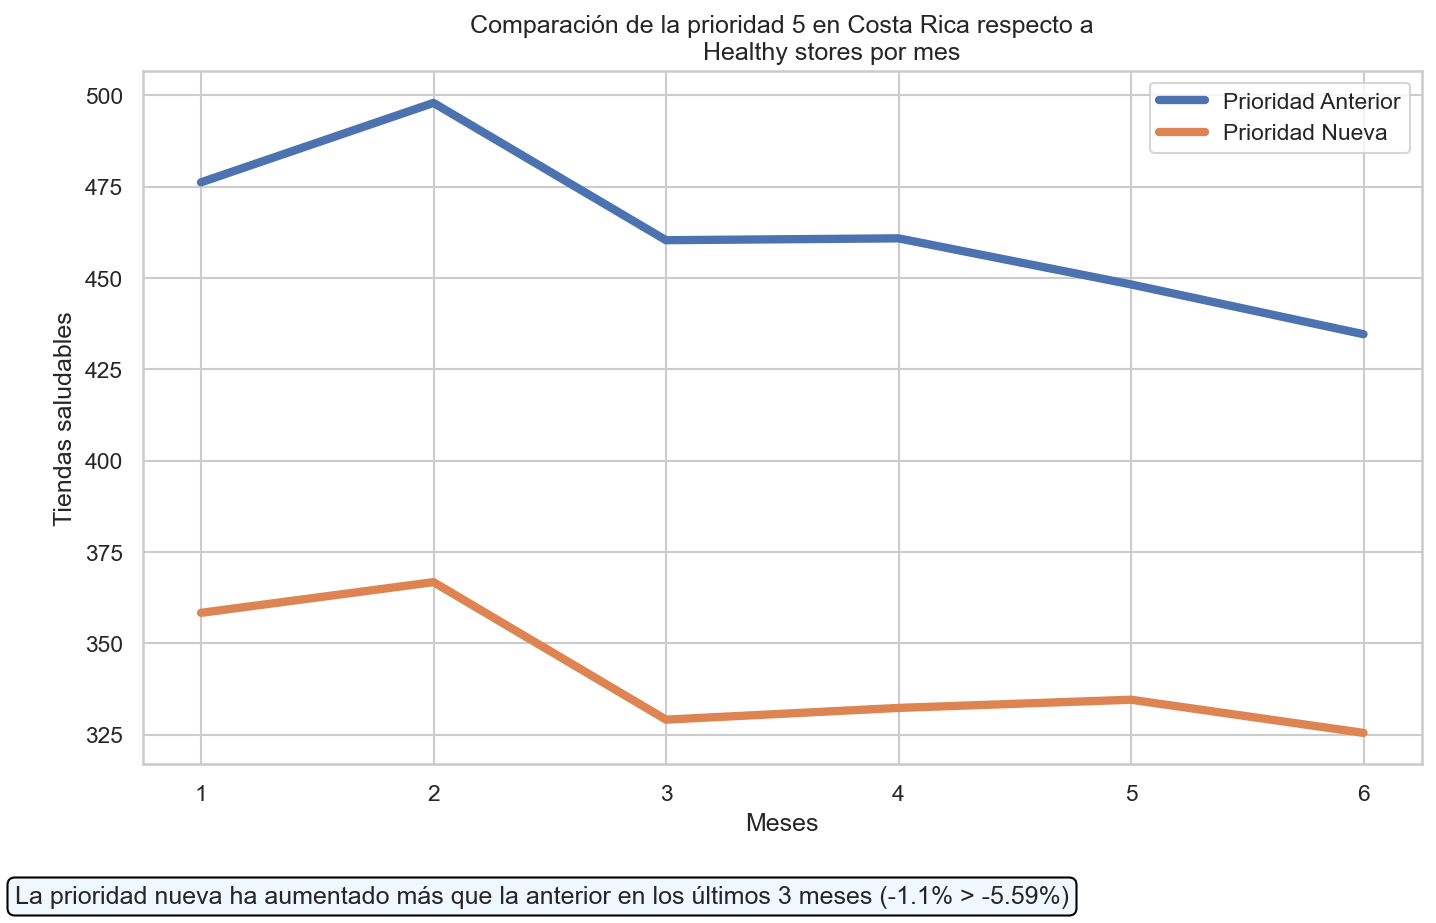 Comparación de la prioridad 5 en Costa Rica respecto a
Healthy stores por mes
Prioridad Anterior
Prioridad Nueva
500
475
450
425
400
375
350
325
Tiendas saludables
1 2 3 4 5 6
Meses
La prioridad nueva ha aumentado más que la anterior en los últimos 3 meses (-1.1% > -5.59%)